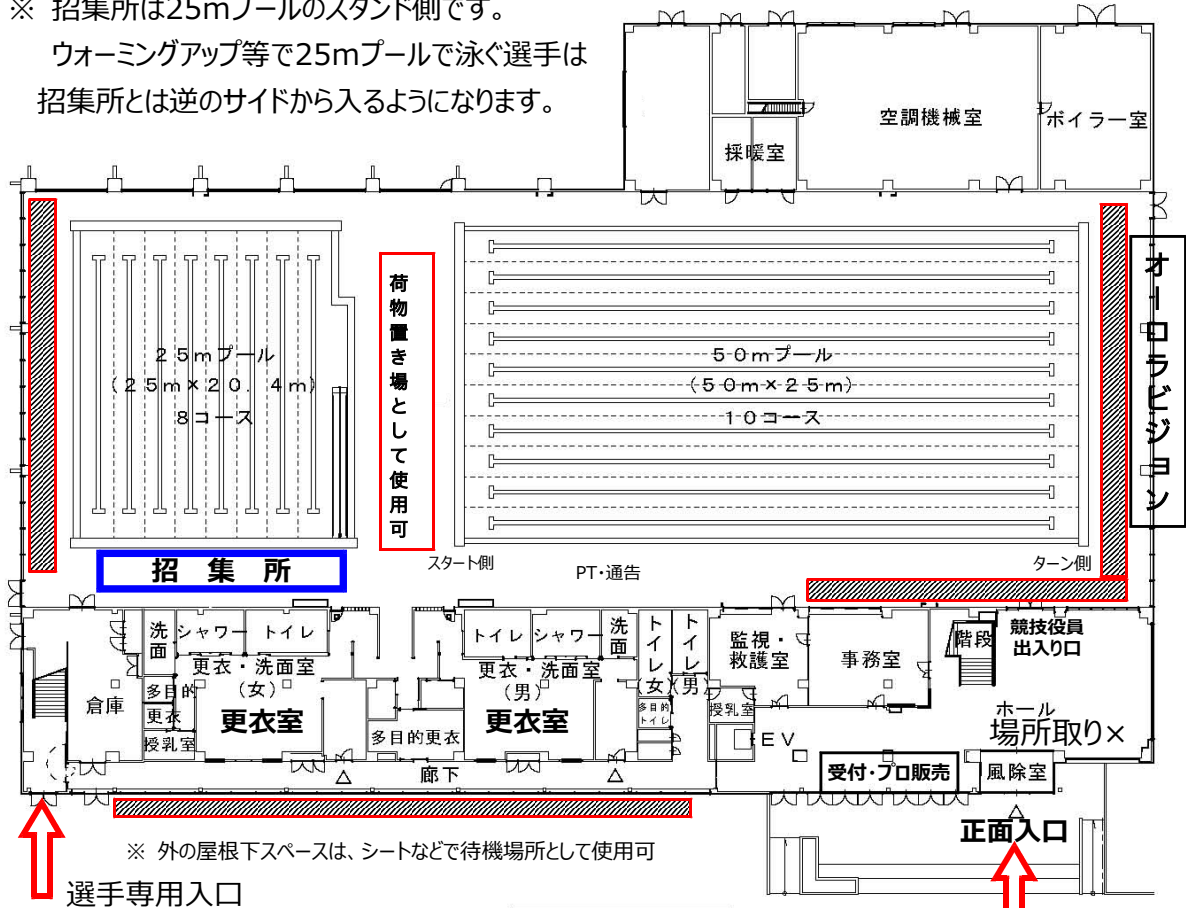 ※ 招集所は25mプールのスタンド側です。
ウォーミングアップ等で25mプールで泳ぐ選手は
招集所とは逆のサイドから入るようになります。
採暖室
空調機械室
ボイラー室
25mプール
(25m×20.4m)
8コース
荷物置き場として使用可
50mプール
(50m×25m)
10コース
オーロラビジョン
招 集 所
スタート側
PT・通告
ターン側
倉庫
洗面
シャワー
トイレ
更衣・洗面室
(女)
更衣室
多目的
更衣
授乳室
多目的更衣
トイレ
シャワー
洗面
更衣・洗面室
(男)
更衣室
トイレ(女)
トイレ(男)
多目的
トイレ
監視・
救護室
授乳室
事務室
EV
階段
競技役員
出入り口
ホール
場所取り×
受付・プロ販売
風除室
廊下
正面入口
※ 外の屋根下スペースは、シートなどで待機場所として使用可
選手専用入口